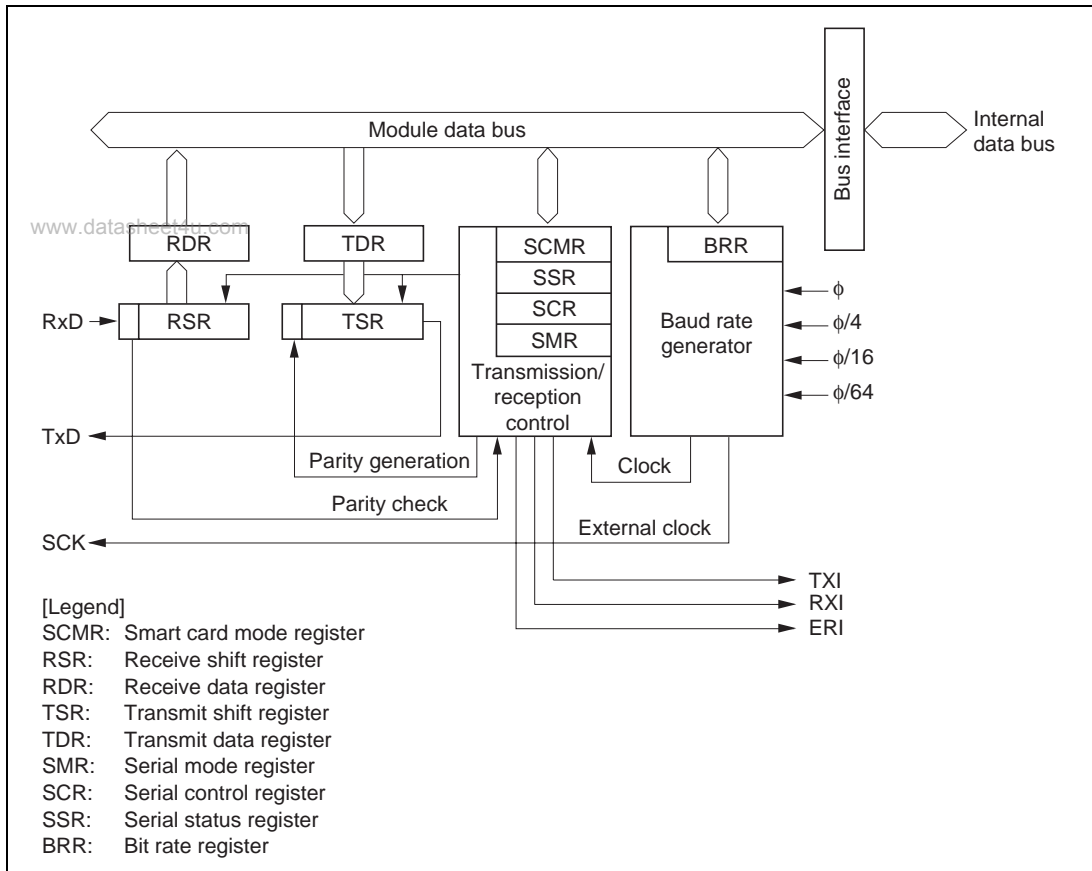 Module data bus
Bus interface
Internal
data bus
www.datasheet4u.com
RDR
TDR
SCMR
BRR
SSR
SCR
SMR
RxD
RSR
TSR
Baud rate
generator
ϕ
ϕ/4
ϕ/16
ϕ/64
Transmission/
reception
control
TxD
Parity generation
Clock
Parity check
External clock
SCK
TXI
RXI
ERI
[Legend]
SCMR: Smart card mode register
RSR: Receive shift register
RDR: Receive data register
TSR: Transmit shift register
TDR: Transmit data register
SMR: Serial mode register
SCR: Serial control register
SSR: Serial status register
BRR: Bit rate register